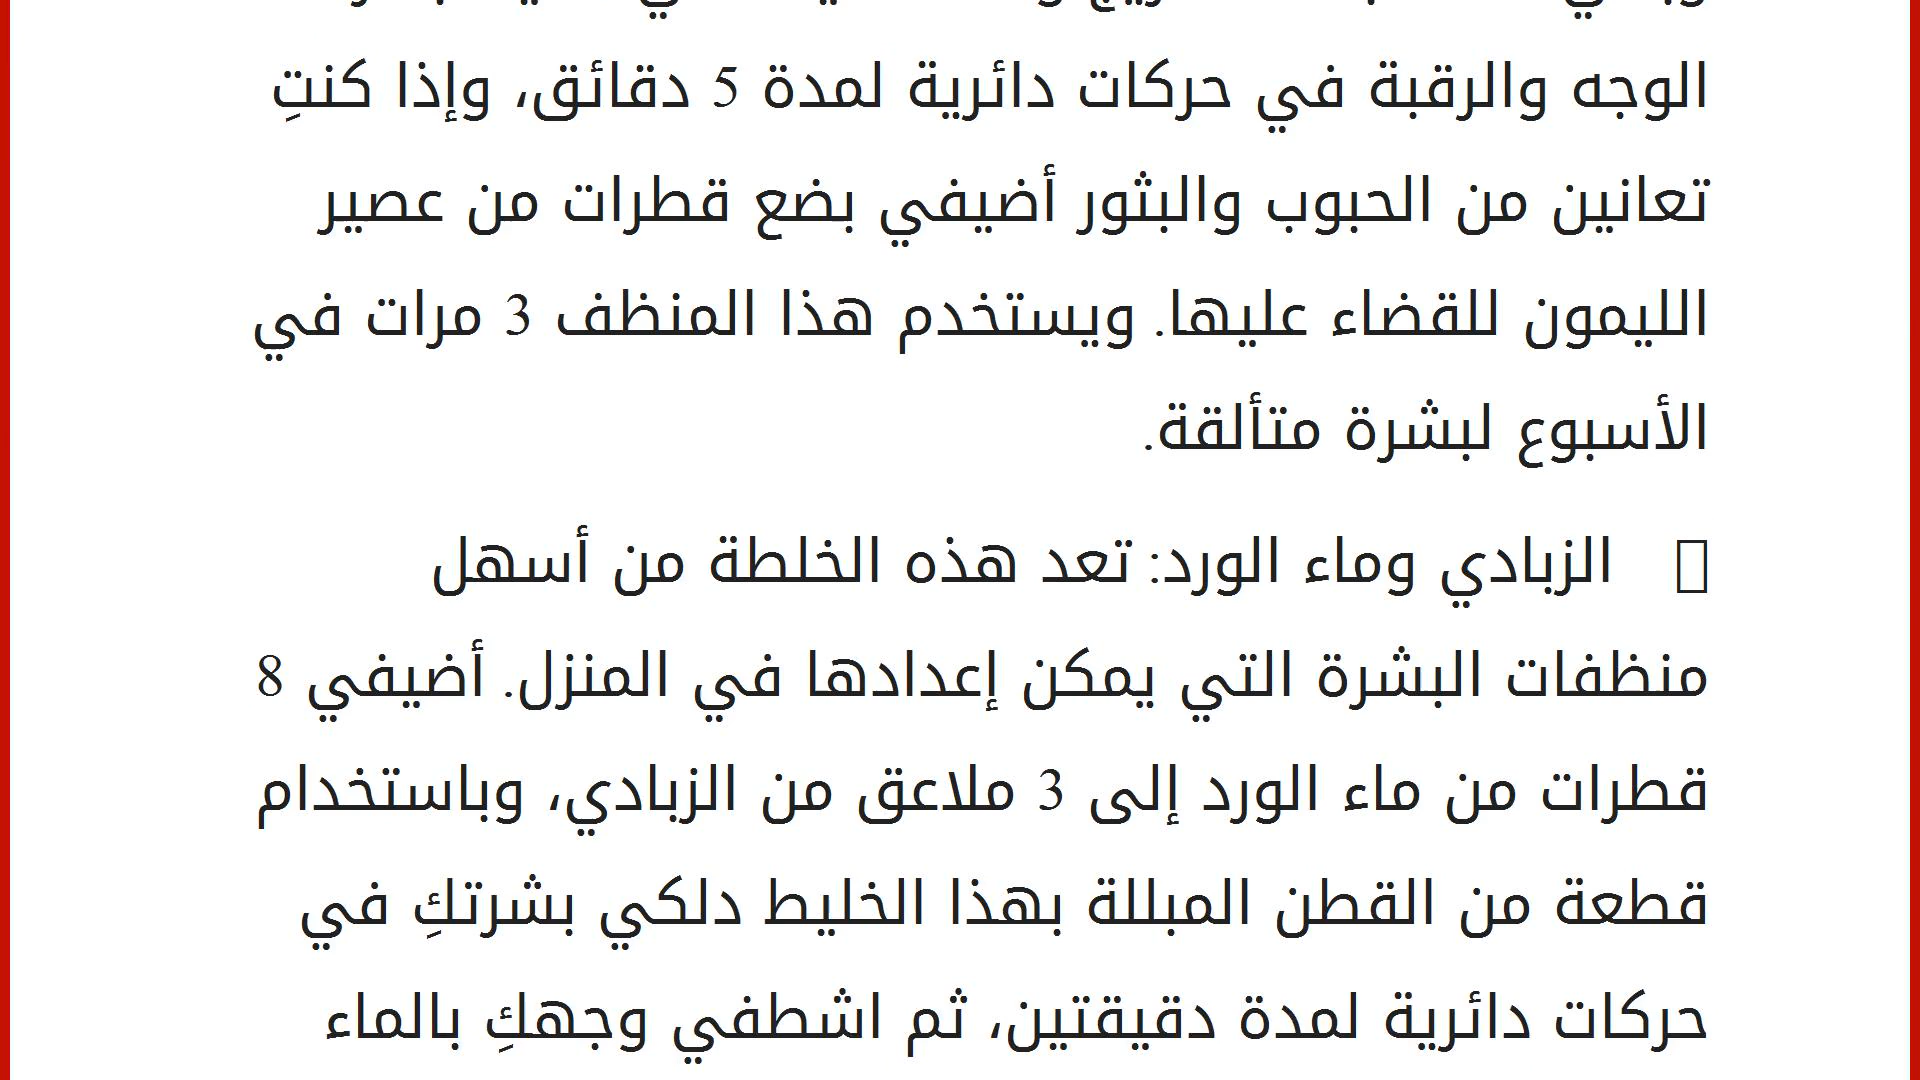 الوجه والرقبة في حركات دائرية لمدة 5 دقائق، وإذا كنتِ
تعانين من الحبوب والبثور أضيفي بضع قطرات من عصير
الليمون للقضاء عليها. ويستخدم هذا المنظف 3 مرات في
الأسبوع لبشرة متألقة.
الزبادي وماء الورد: تعد هذه الخلطة من أسهل
منظفات البشرة التي يمكن إعدادها في المنزل. أضيفي 8
قطرات من ماء الورد إلى 3 ملاعق من الزبادي، وباستخدام
قطعة من القطن المبللة بهذا الخليط دلكي بشرتكِ في
حركات دائرية لمدة دقيقتين، ثم اشطفي وجهكِ بالماء